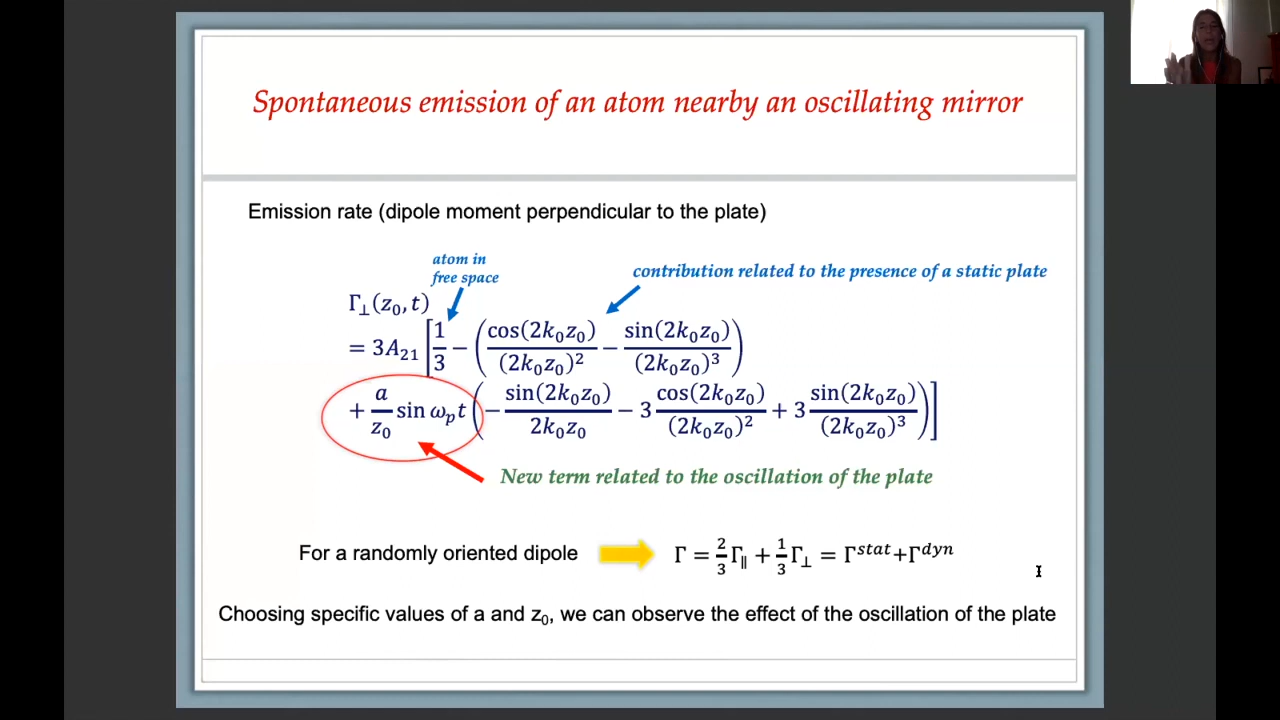 Spontaneous emission of an atom nearby an oscillating mirror
Emission rate (dipole moment perpendicular to the plate)
atom in
free space
contribution related to the presence of a static plate
Γ⊥(z₀, t)
= 3A₂₁ [1/3 − (cos(2k₀z₀)/(2k₀z₀)² − sin(2k₀z₀)/(2k₀z₀)³)
+ a/z₀ sin ωₚt (− sin(2k₀z₀)/2k₀z₀ − 3 cos(2k₀z₀)/(2k₀z₀)² + 3 sin(2k₀z₀)/(2k₀z₀)³)]
New term related to the oscillation of the plate
For a randomly oriented dipole Γ = 2/3 Γ∥ + 1/3 Γ⊥ = Γˢᵗᵃᵗ+Γᵈʸⁿ
Choosing specific values of a and z₀, we can observe the effect of the oscillation of the plate